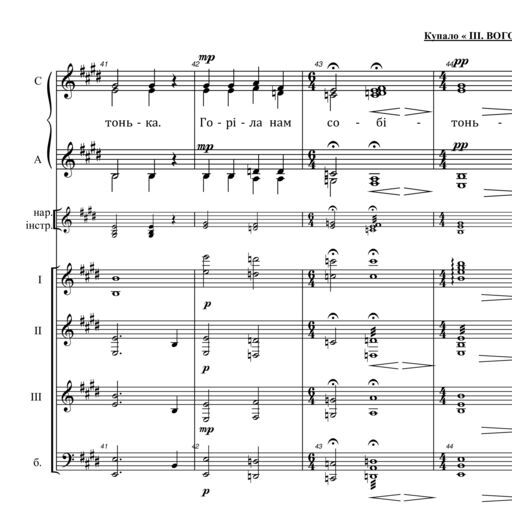 Купало « III. ВОГО
41 42 mp 43 44 pp
С
тонь - ка. Го - рі - ла нам со - бі - тонь -
mp pp
А
нар.
інстр.
I
p
II
p
III
mp
41 42 43 44
б.
p